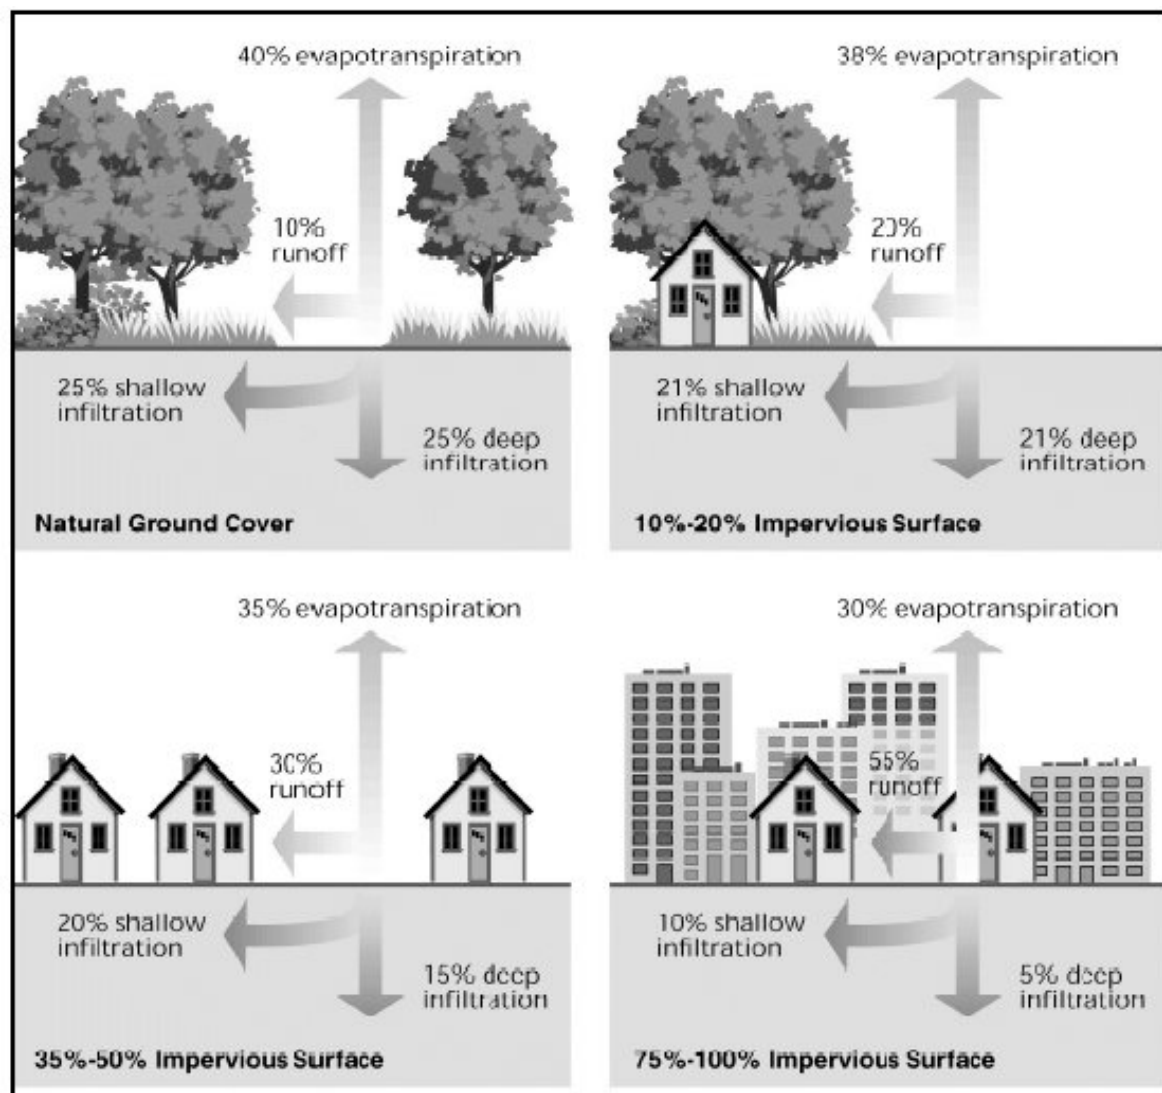 40% evapotranspiration
10%
runoff
25% shallow
infiltration
25% deep
infiltration
Natural Ground Cover
38% evapotranspiration
20%
runoff
21% shallow
infiltration
21% deep
infiltration
10%-20% Impervious Surface
35% evapotranspiration
30%
runoff
20% shallow
infiltration
15% deep
infiltration
35%-50% Impervious Surface
30% evapotranspiration
55%
runoff
10% shallow
infiltration
5% deep
infiltration
75%-100% Impervious Surface